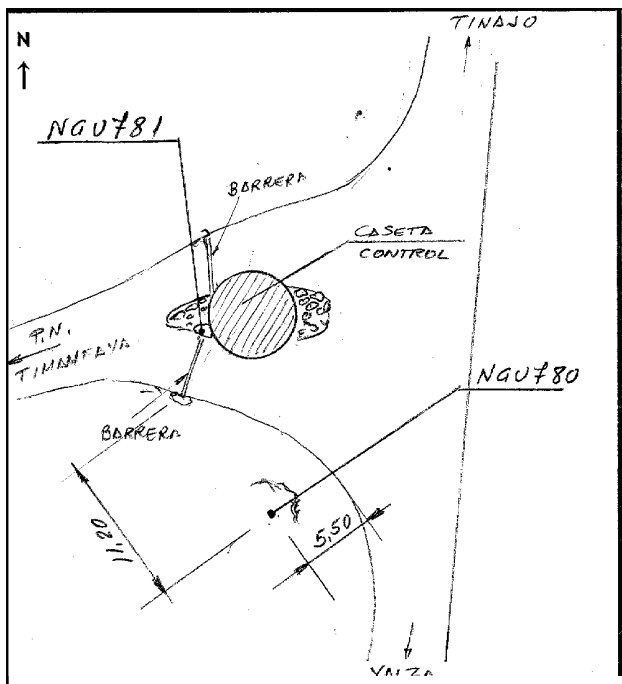 TINAJO
N
NGU781
BARRERA
CASETA
CONTROL
P.N.
TIMANFAYA
NGU780
BARRERA
11,20
5,50
YAIZA